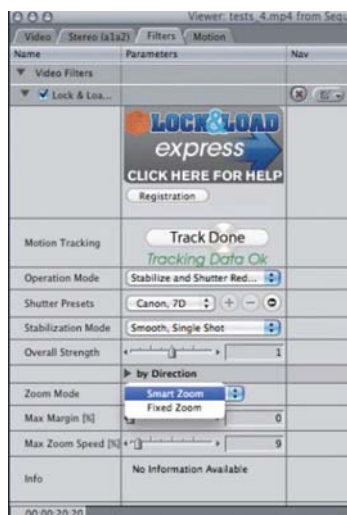 Viewer: tests_4.mp4 from Sequ
Video Stereo (a1a2) Filters Motion
Name Parameters Nav
Video Filters
Lock & Loa...
LOCK&LOAD
express
CLICK HERE FOR HELP
Registration
Motion Tracking
Track Done
Tracking Data Ok
Operation Mode Stabilize and Shutter Red...
Shutter Presets Canon, 7D
Stabilization Mode Smooth, Single Shot
Overall Strength 1
by Direction
Zoom Mode Smart Zoom
Fixed Zoom
Max Margin [%] 0
Max Zoom Speed [%] 9
Info No Information Available
00:00:20:20